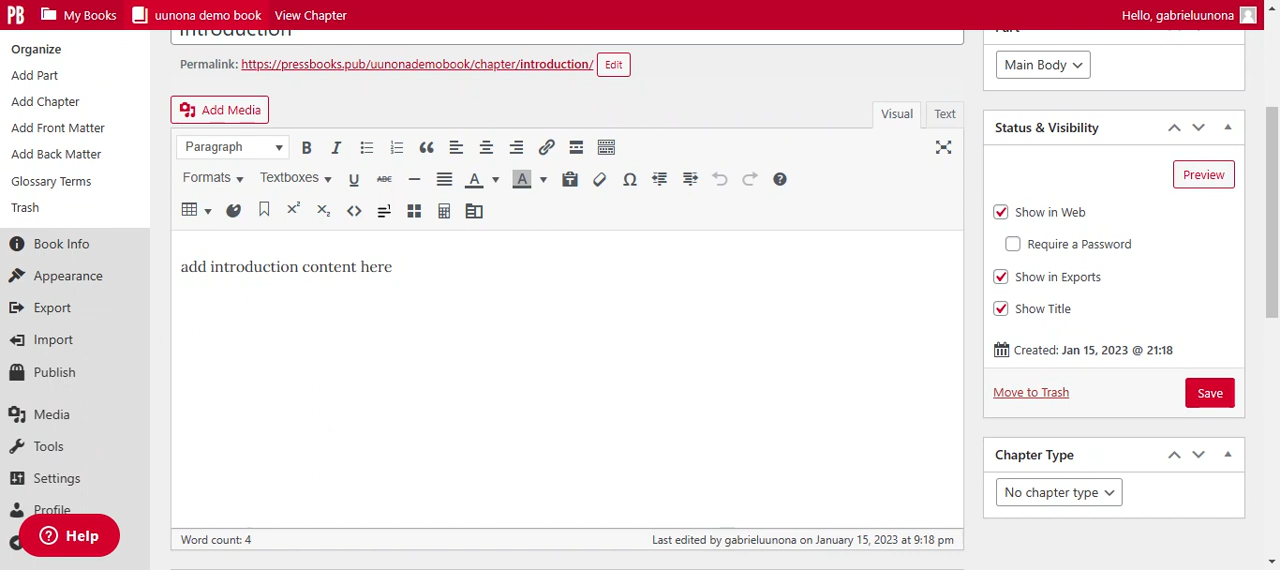 PB My Books uunona demo book View Chapter Hello, gabrieluunona
Organize
Add Part
Add Chapter
Add Front Matter
Add Back Matter
Glossary Terms
Trash
Book Info
Appearance
Export
Import
Publish
Media
Tools
Settings
Profile
Help
Introduction
Permalink: https://pressbooks.pub/uunonademobook/chapter/introduction/ Edit
Add Media
Visual Text
Paragraph B I
Formats Textboxes U ABC A A Ω
X² X₂
add introduction content here
Word count: 4 Last edited by gabrieluunona on January 15, 2023 at 9:18 pm
Part
Main Body
Status & Visibility
Preview
Show in Web
Require a Password
Show in Exports
Show Title
Created: Jan 15, 2023 @ 21:18
Move to Trash Save
Chapter Type
No chapter type